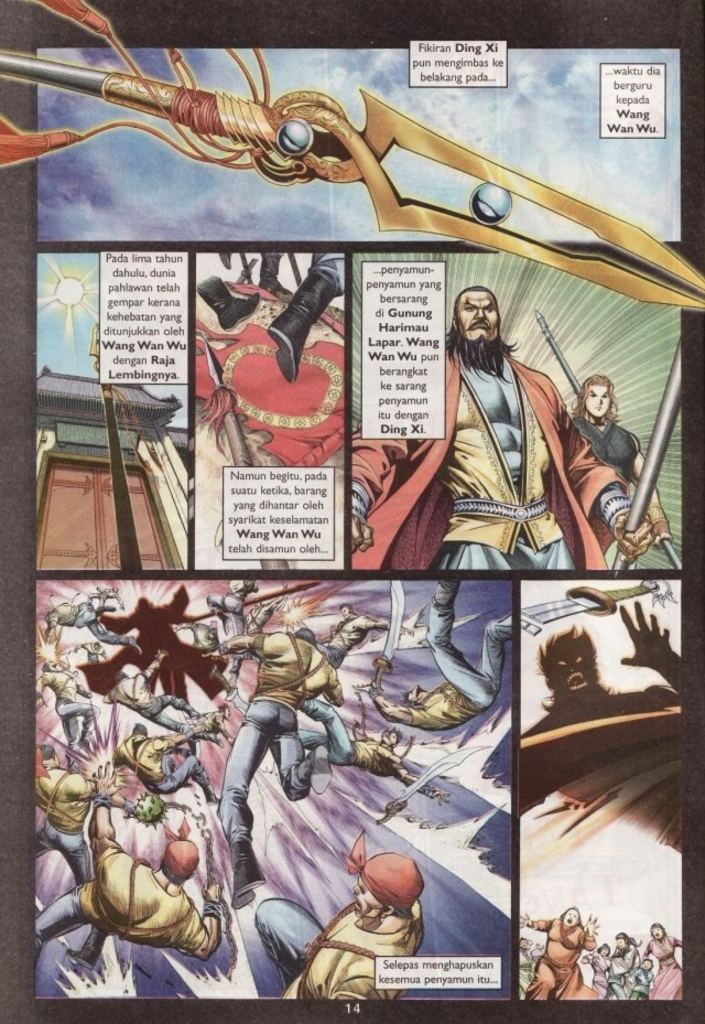 Fikiran Ding Xi
pun mengimbas ke
belakang pada...
...waktu dia
berguru
kepada
Wang
Wan Wu.
Pada lima tahun
dahulu, dunia
pahlawan telah
gempar kerana
kehebatan yang
ditunjukkan oleh
Wang Wan Wu
dengan Raja
Lembingnya.
Namun begitu, pada
suatu ketika, barang
yang dihantar oleh
syarikat keselamatan
Wang Wan Wu
telah disamun oleh...
...penyamun-
penyamun yang
bersarang
di Gunung
Harimau
Lapar. Wang
Wan Wu pun
berangkat
ke sarang
penyamun
itu dengan
Ding Xi.
Selepas menghapuskan
kesemua penyamun itu...
14